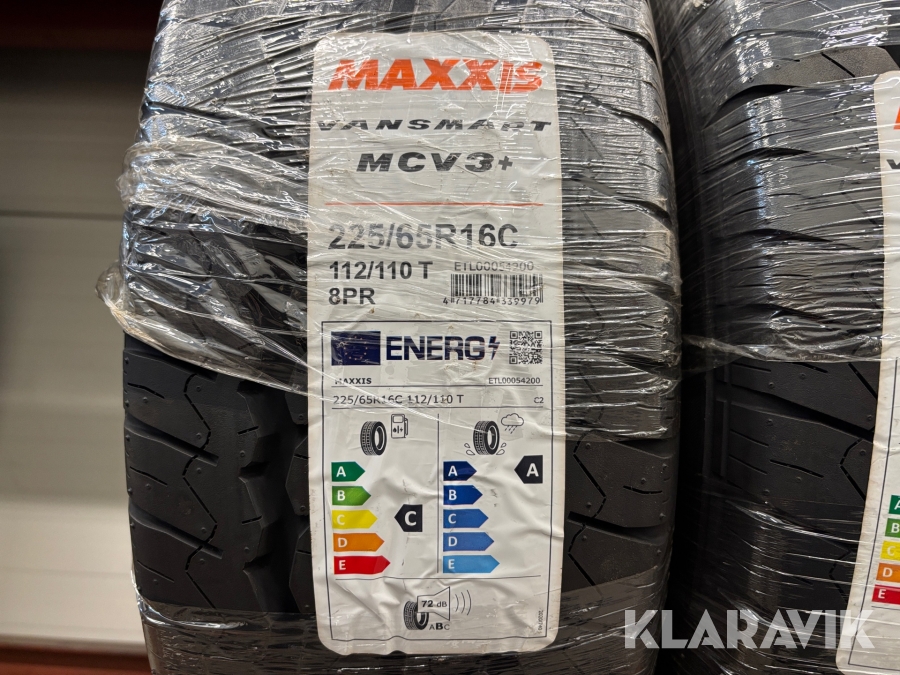 MAXXIS
VANSMART
MCV3+
225/65R16C
112/110 T
8PR
ETL00054200
4 717784 339979
ENERG
MAXXIS
ETL00054200
225/65R16C 112/110 T
C2
A
B
C
D
E
C
A
B
C
D
E
A
72 dB
ABC
A
B
C
D
E
KLARAVIK